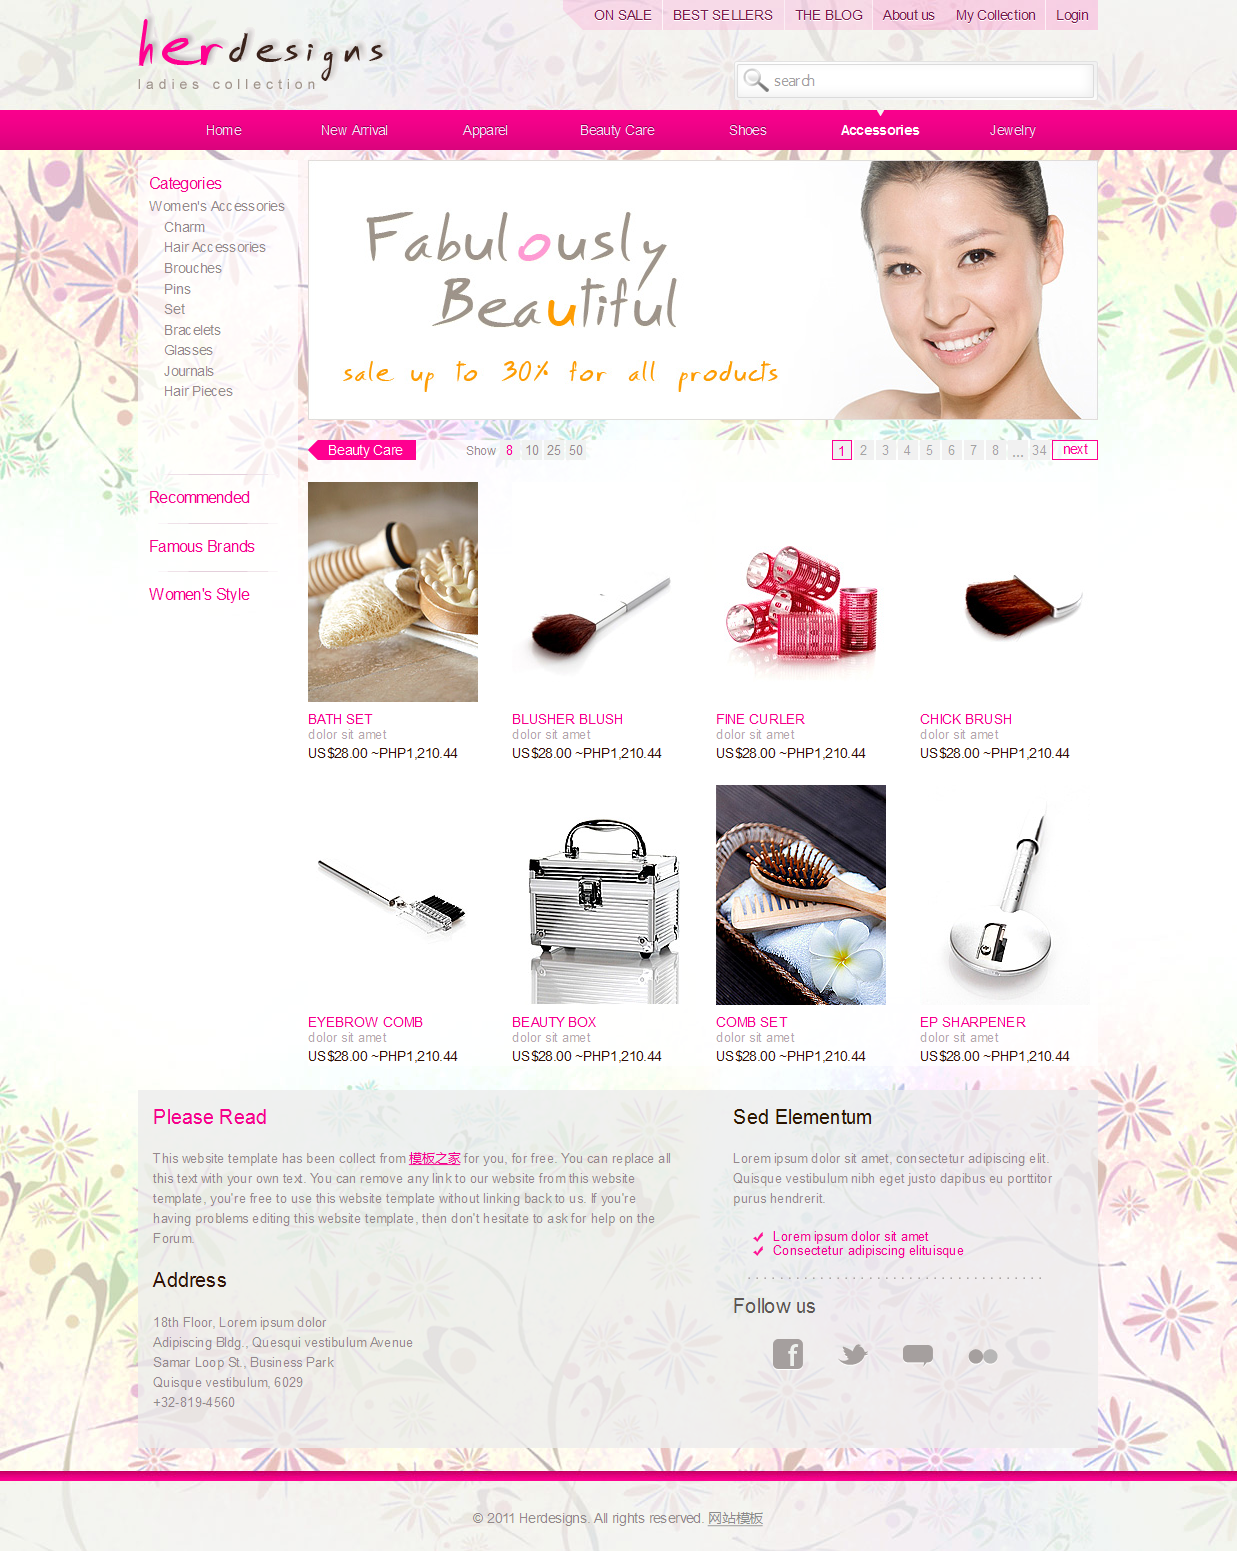 ON SALE BEST SELLERS THE BLOG About us My Collection Login
herdesigns
ladies collection
search
Home New Arrival Apparel Beauty Care Shoes Accessories Jewelry
Categories
Women's Accessories
Charm
Hair Accessories
Brouches
Pins
Set
Bracelets
Glasses
Journals
Hair Pieces
Recommended
Famous Brands
Women's Style
Fabulously
Beautiful
sale up to 30% for all products
Beauty Care Show 8 10 25 50 1 2 3 4 5 6 7 8 ... 34 next
BATH SET BLUSHER BLUSH FINE CURLER CHICK BRUSH
dolor sit amet dolor sit amet dolor sit amet dolor sit amet
US$28.00 ~PHP1,210.44 US$28.00 ~PHP1,210.44 US$28.00 ~PHP1,210.44 US$28.00 ~PHP1,210.44
EYEBROW COMB BEAUTY BOX COMB SET EP SHARPENER
dolor sit amet dolor sit amet dolor sit amet dolor sit amet
US$28.00 ~PHP1,210.44 US$28.00 ~PHP1,210.44 US$28.00 ~PHP1,210.44 US$28.00 ~PHP1,210.44
Please Read
This website template has been collect from 模板之家 for you, for free. You can replace all
this text with your own text. You can remove any link to our website from this website
template, you're free to use this website template without linking back to us. If you're
having problems editing this website template, then don't hesitate to ask for help on the
Forum.
Address
18th Floor, Lorem ipsum dolor
Adipiscing Bldg., Quesqui vestibulum Avenue
Samar Loop St., Business Park
Quisque vestibulum, 6029
+32-819-4560
Sed Elementum
Lorem ipsum dolor sit amet, consectetur adipiscing elit.
Quisque vestibulum nibh eget justo dapibus eu porttitor
purus hendrerit.
Lorem ipsum dolor sit amet
Consectetur adipiscing elituisque
Follow us
© 2011 Herdesigns. All rights reserved. 网站模板